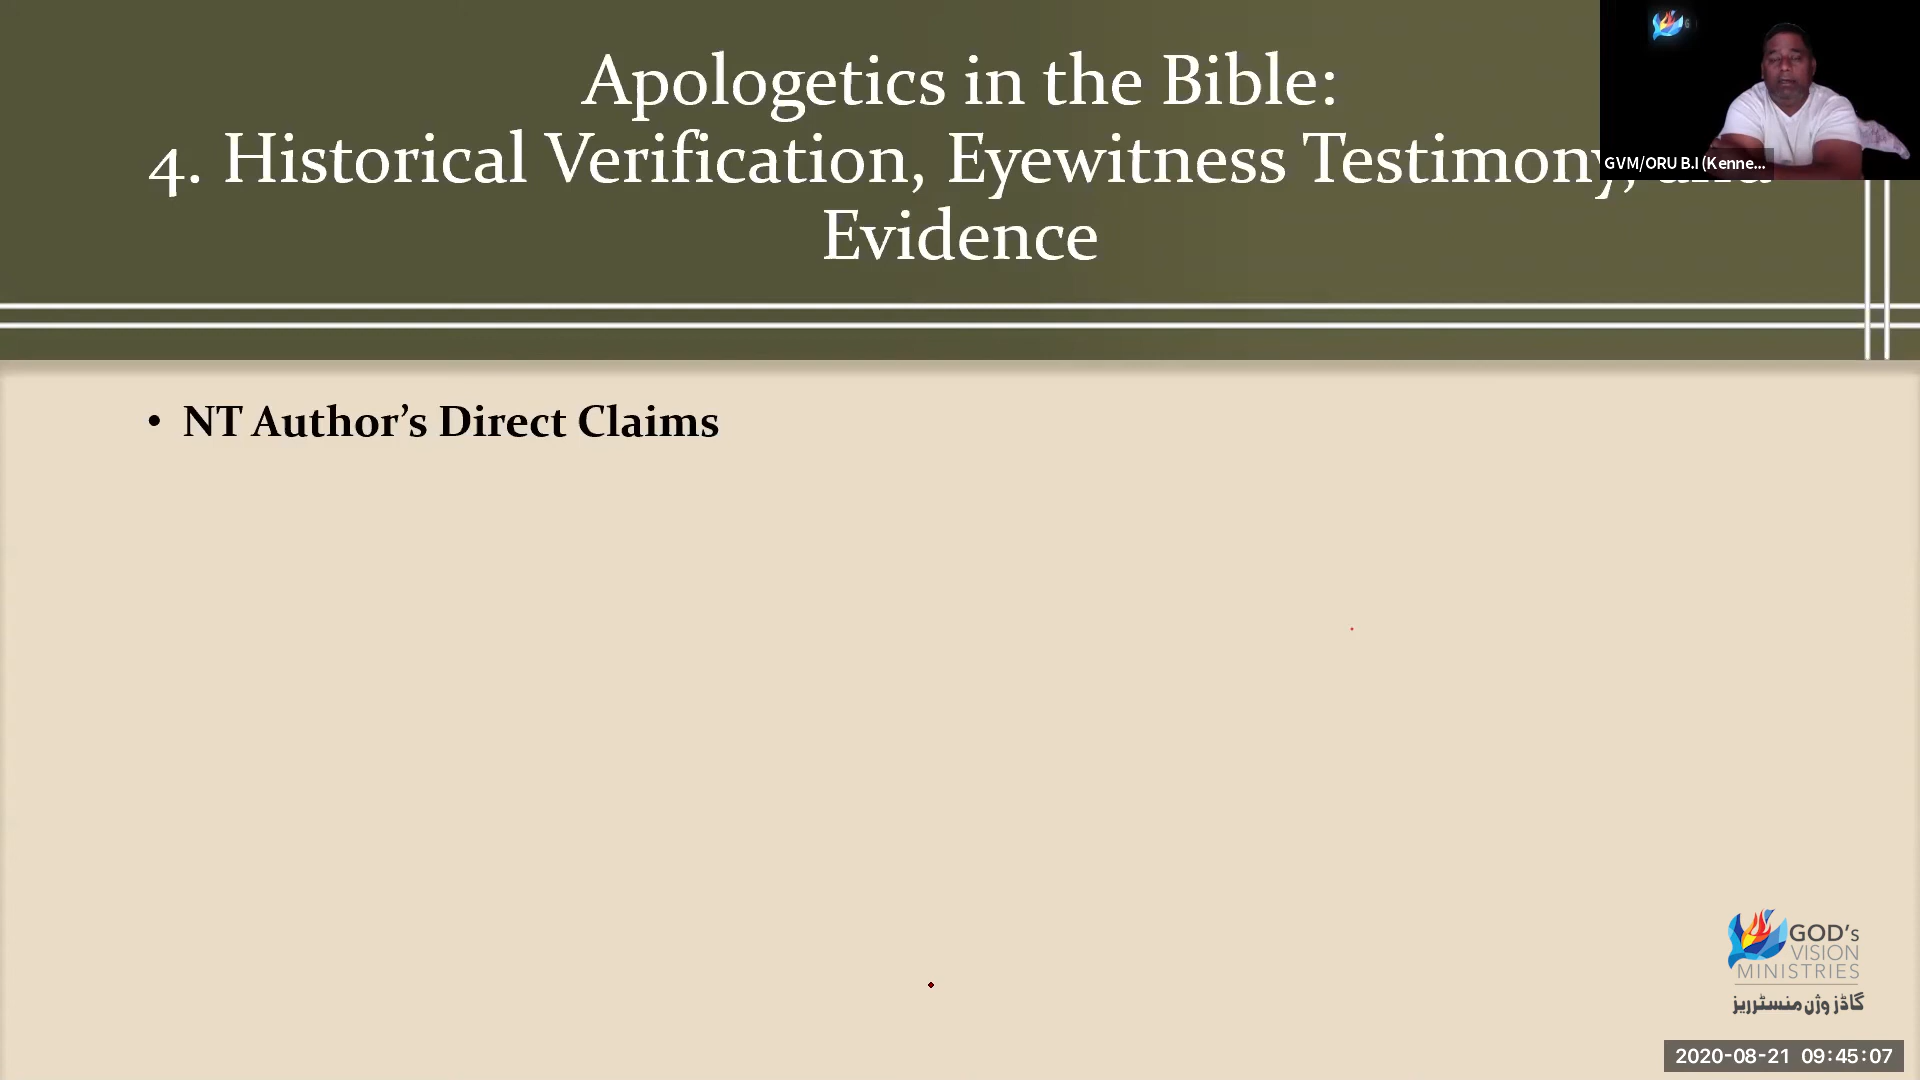 Apologetics in the Bible:
4. Historical Verification, Eyewitness Testimony, and
Evidence
GVM/ORU B.I (Kenne...
• NT Author’s Direct Claims
GOD's
VISION
MINISTRIES
گاڈز وژن منسٹریز
2020-08-21 09:45:07